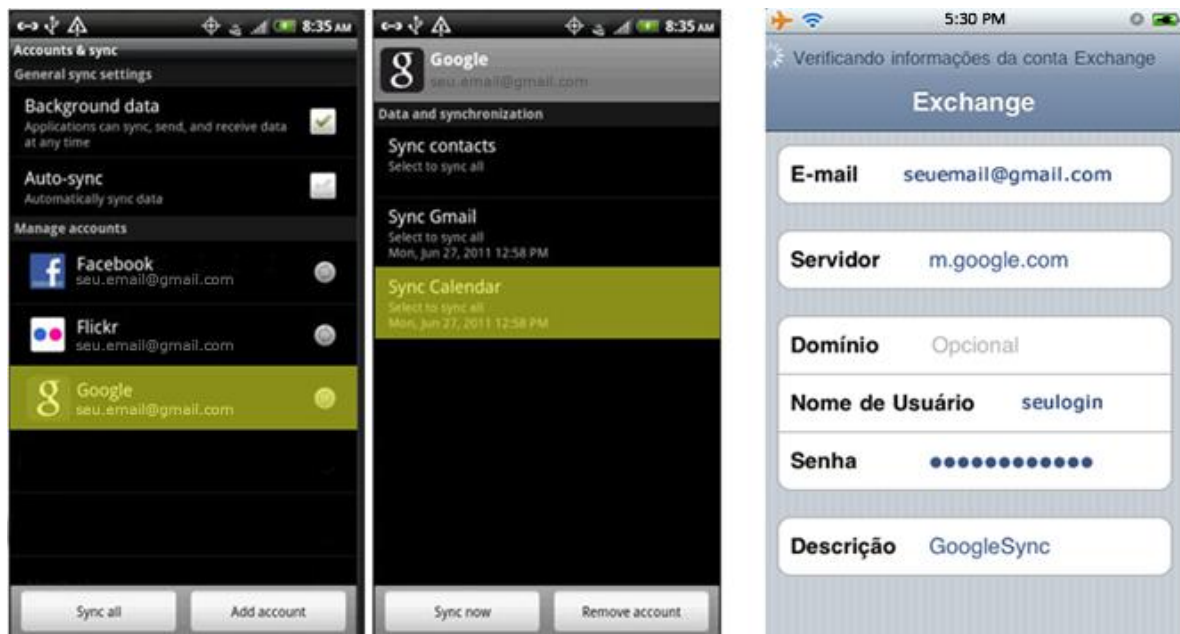 8:35 AM
Accounts & sync
General sync settings
Background data
Applications can sync, send, and receive data
at any time
Auto-sync
Automatically sync data
Manage accounts
Facebook
seu.email@gmail.com
Flickr
seu.email@gmail.com
Google
seu.email@gmail.com
Sync all
Add account
8:35 AM
Google
seu.email@gmail.com
Data and synchronization
Sync contacts
Select to sync all
Sync Gmail
Select to sync all
Mon, Jun 27, 2011 12:58 PM
Sync Calendar
Select to sync all
Mon, Jun 27, 2011 12:58 PM
Sync now
Remove account
5:30 PM
Verificando informações da conta Exchange
Exchange
E-mail seuemail@gmail.com
Servidor m.google.com
Domínio Opcional
Nome de Usuário seulogin
Senha ••••••••••••
Descrição GoogleSync